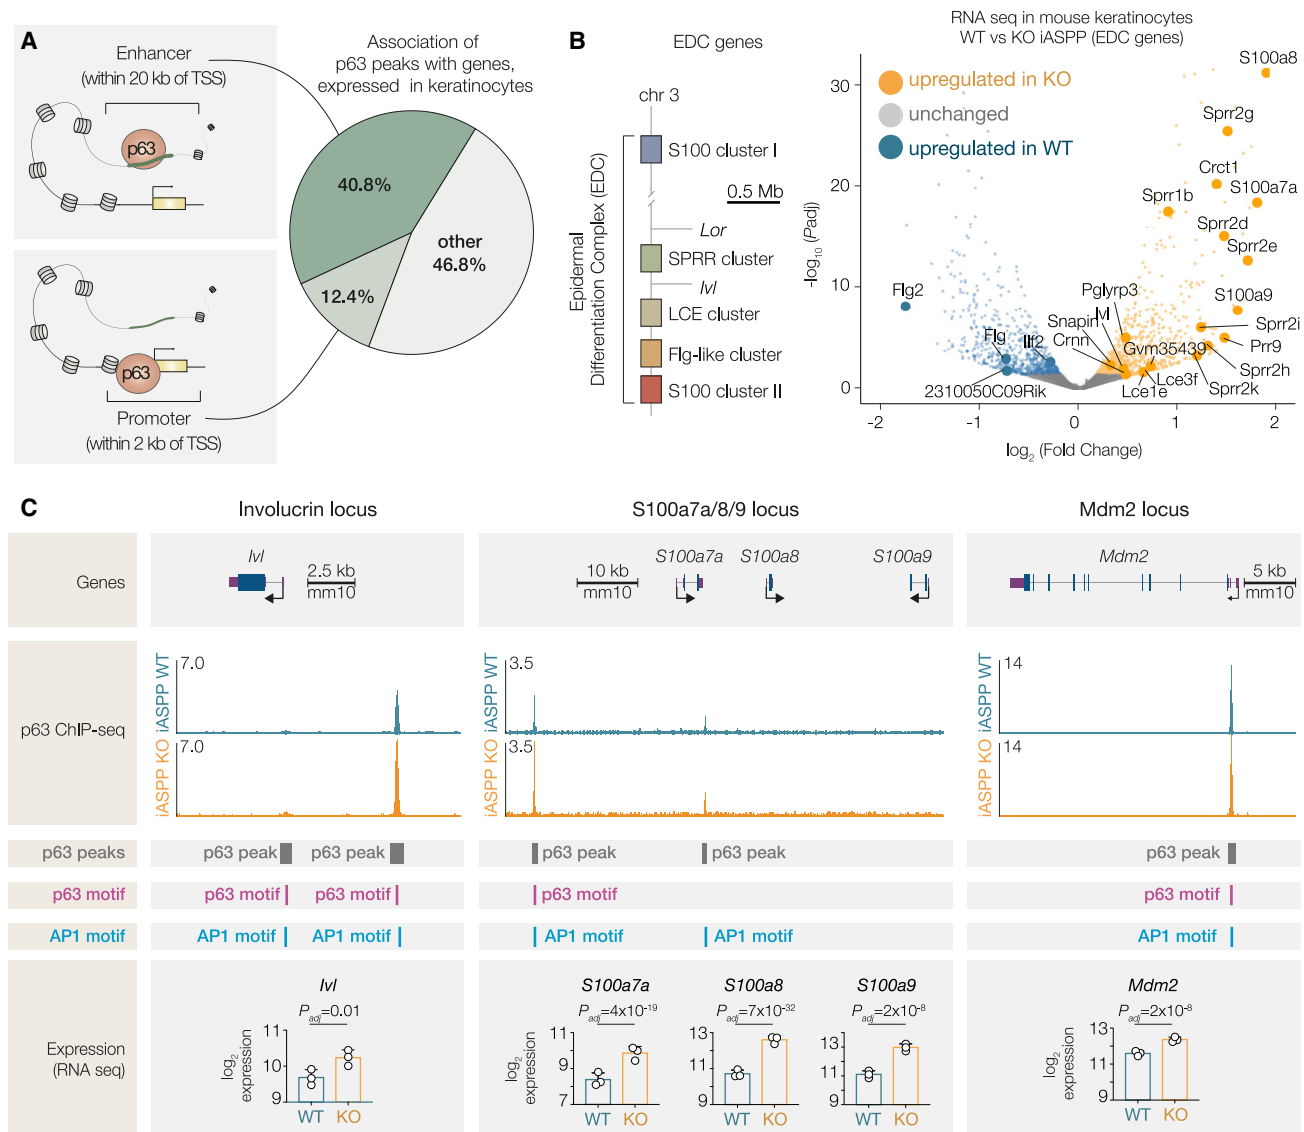 A
Enhancer
(within 20 kb of TSS)
p63
p63
Promoter
(within 2 kb of TSS)
Association of
p63 peaks with genes,
expressed in keratinocytes
40.8%
12.4%
other
46.8%
B
EDC genes
chr 3
Epidermal
Differentiation Complex (EDC)
S100 cluster I
0.5 Mb
Lor
SPRR cluster
Ivl
LCE cluster
Flg-like cluster
S100 cluster II
RNA seq in mouse keratinocytes
WT vs KO iASPP (EDC genes)
upregulated in KO
unchanged
upregulated in WT
-log10 (Padj)
30
20
10
0
-2
-1
0
1
2
log2 (Fold Change)
S100a8
Sprr2g
Crct1
S100a7a
Sprr1b
Sprr2d
Sprr2e
S100a9
Sprr2i
Prr9
Sprr2h
Sprr2k
Lce3f
Lce1e
Gvm35439
Pglyrp3
Ivl
Snapin
Crnn
Flg2
Flg
Ilf2
2310050C09Rik
C
Involucrin locus
S100a7a/8/9 locus
Mdm2 locus
Genes
Ivl
2.5 kb
mm10
10 kb
mm10
S100a7a
S100a8
S100a9
Mdm2
5 kb
mm10
p63 ChIP-seq
iASPP WT
7.0
iASPP KO
7.0
iASPP WT
3.5
iASPP KO
3.5
iASPP WT
14
iASPP KO
14
p63 peaks
p63 peak
p63 peak
p63 peak
p63 peak
p63 peak
p63 motif
p63 motif
p63 motif
p63 motif
p63 motif
AP1 motif
AP1 motif
AP1 motif
AP1 motif
AP1 motif
AP1 motif
Expression
(RNA seq)
Ivl
Padj=0.01
log2
expression
11
10
9
WT
KO
S100a7a
Padj=4x10-19
log2
expression
11
9
7
WT
KO
S100a8
Padj=7x10-32
13
11
9
WT
KO
S100a9
Padj=2x10-8
13
11
9
WT
KO
Mdm2
Padj=2x10-8
log2
expression
13
12
11
9
WT
KO